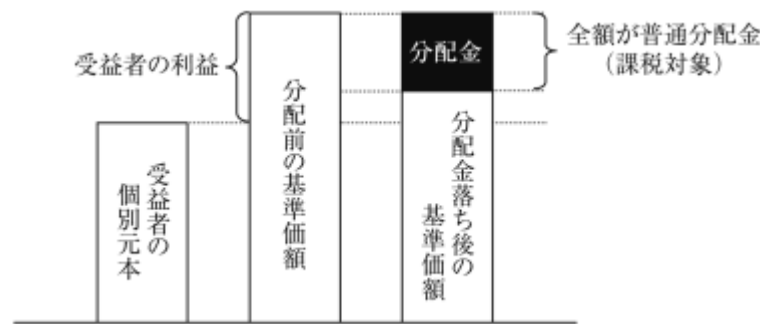 受益者の利益
分配金
全額が普通分配金
（課税対象）
受益者の
個別元本
分配前の基準価額
分配金落ち後の
基準価額